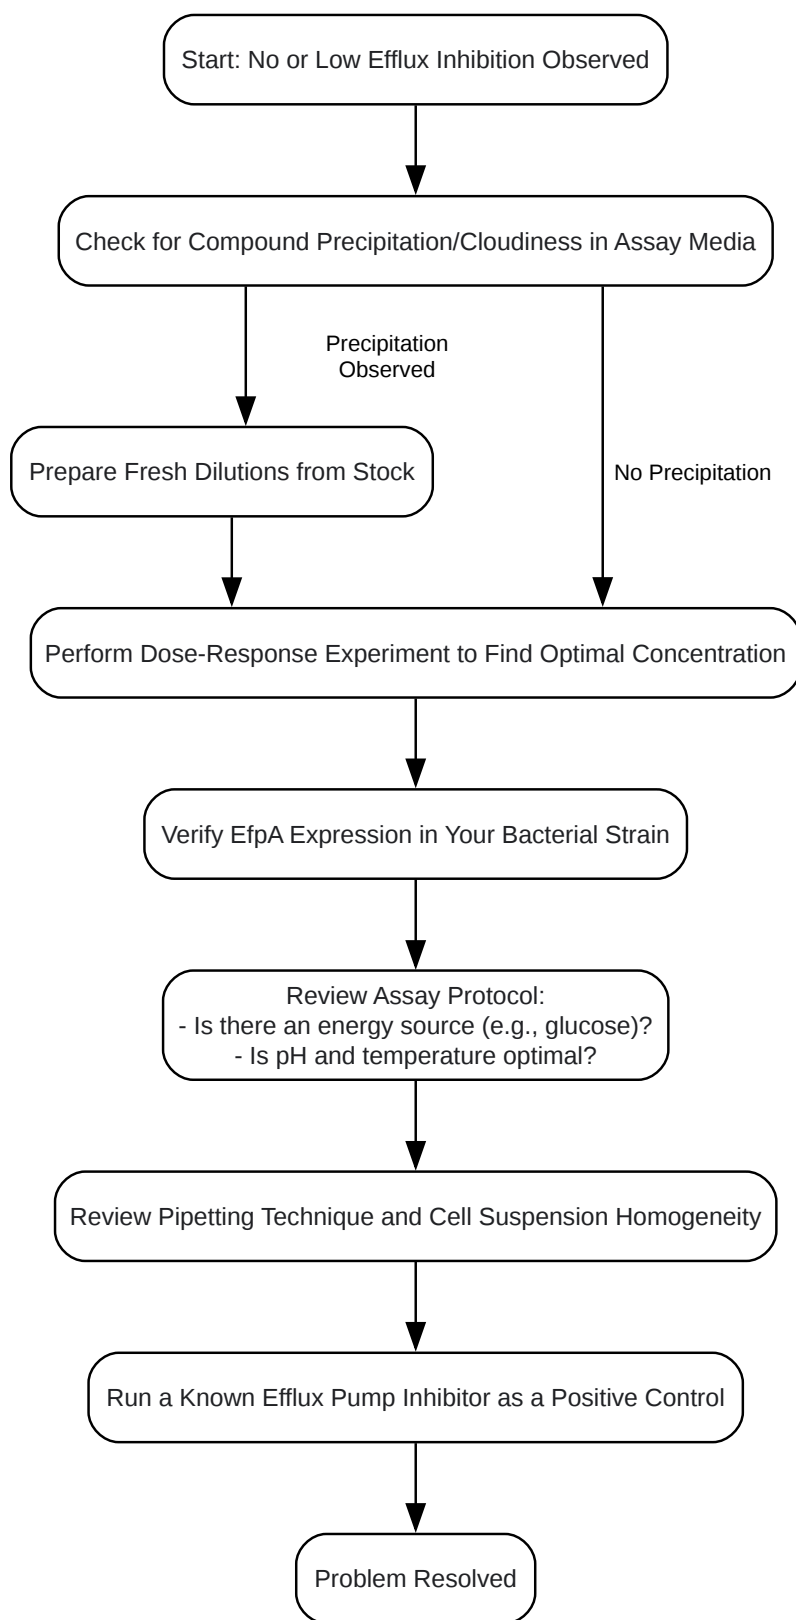 Start: No or Low Efflux Inhibition Observed
Check for Compound Precipitation/Cloudiness in Assay Media
Precipitation
Observed
Prepare Fresh Dilutions from Stock
No Precipitation
Perform Dose-Response Experiment to Find Optimal Concentration
Verify EfpA Expression in Your Bacterial Strain
Review Assay Protocol:
- Is there an energy source (e.g., glucose)?
- Is pH and temperature optimal?
Review Pipetting Technique and Cell Suspension Homogeneity
Run a Known Efflux Pump Inhibitor as a Positive Control
Problem Resolved